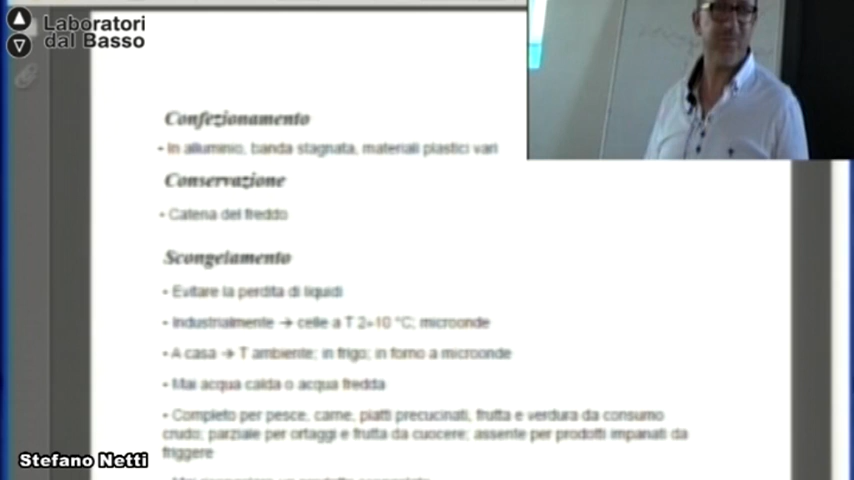 Laboratori
dal Basso
Confezionamento
• In alluminio, banda stagnata, materiali plastici vari
Conservazione
• Catena del freddo
Scongelamento
• Evitare la perdita di liquidi
• Industrialmente → celle a T 2÷10 °C; microonde
• A casa → T ambiente; in frigo; in forno a microonde
• Mai acqua calda o acqua fredda
• Completo per pesce, carne, piatti precucinati, frutta e verdura da consumo
crudo; parziale per ortaggi e frutta da cuocere; assente per prodotti impanati da
friggere
Stefano Netti